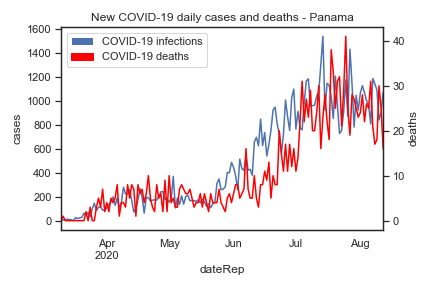 New COVID-19 daily cases and deaths - Panama
COVID-19 infections
COVID-19 deaths
1600
1400
1200
1000
800
600
400
200
0
cases
40
30
20
10
0
deaths
Apr
2020
May
Jun
Jul
Aug
dateRep